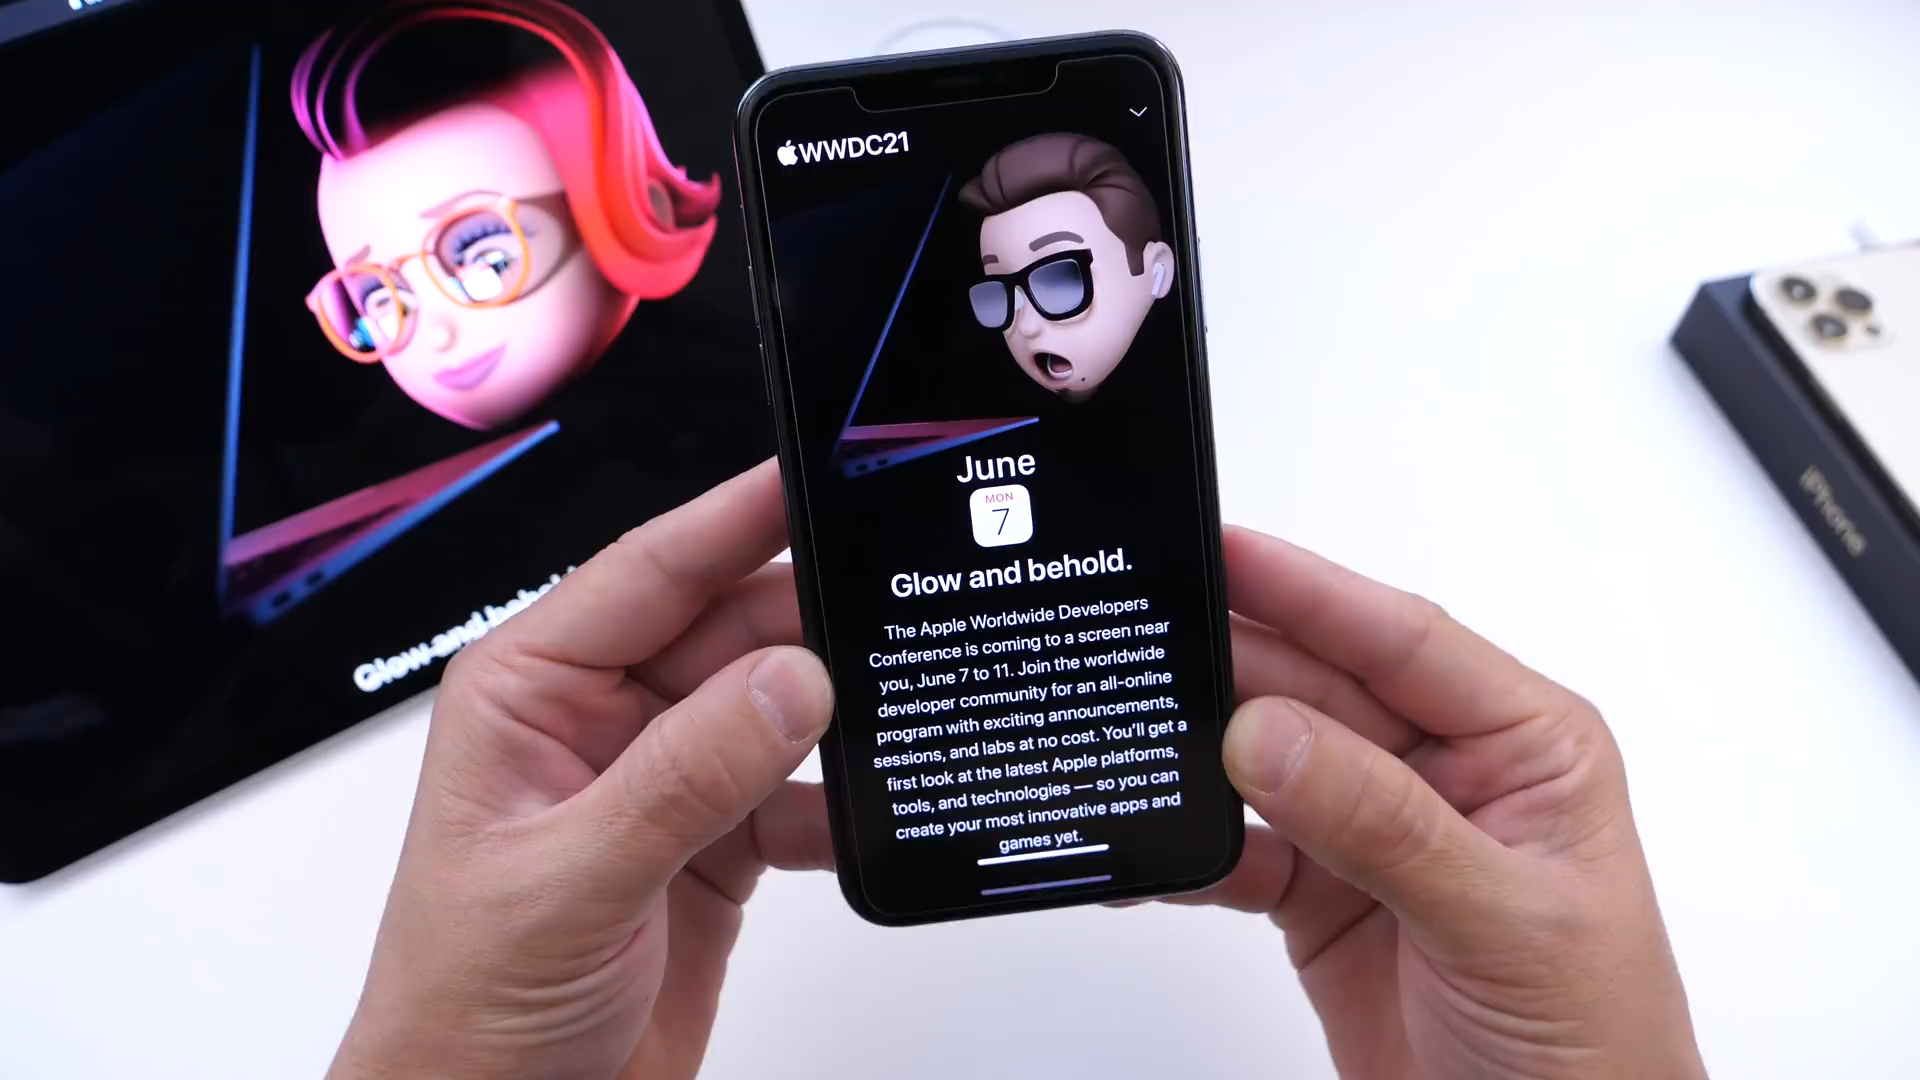 WWDC21
June
MON
7
Glow and behold.
The Apple Worldwide Developers
Conference is coming to a screen near
you, June 7 to 11. Join the worldwide
developer community for an all-online
program with exciting announcements,
sessions, and labs at no cost. You'll get a
first look at the latest Apple platforms,
tools, and technologies — so you can
create your most innovative apps and
games yet.
Glow and behold
iPhone